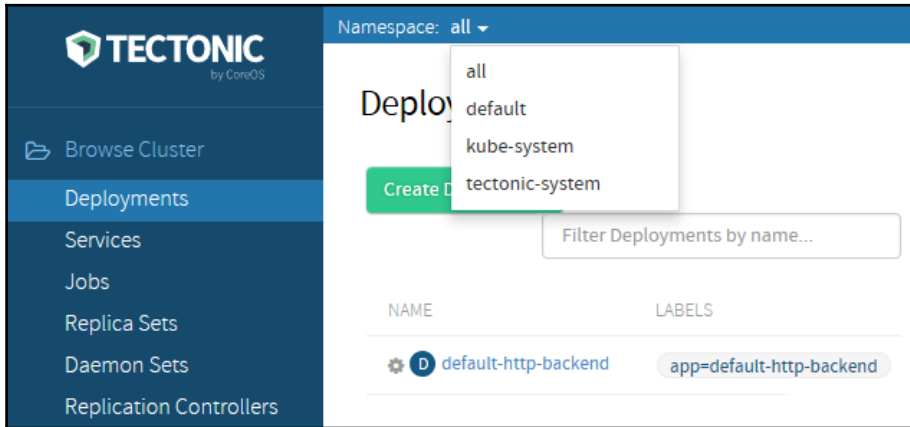 TECTONIC
by CoreOS
Namespace: all
all
default
kube-system
tectonic-system
Deploy
Create D
Filter Deployments by name...
Browse Cluster
Deployments
Services
Jobs
Replica Sets
Daemon Sets
Replication Controllers
NAME LABELS
D default-http-backend app=default-http-backend